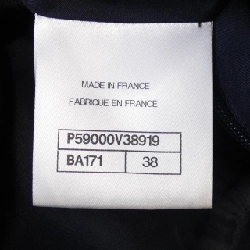 MADE IN FRANCE
FABRIQUE EN FRANCE
P59000V38919
BA171 38